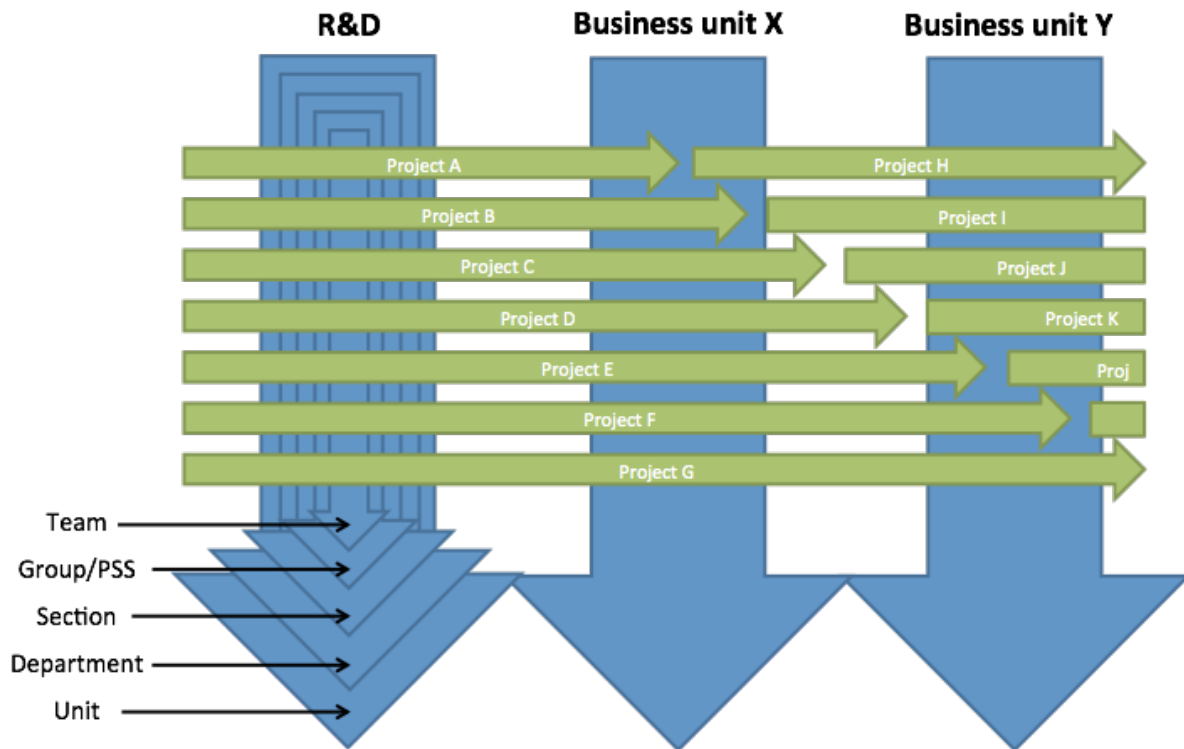 R&D
Business unit X
Business unit Y
Project A
Project H
Project B
Project I
Project C
Project J
Project D
Project K
Project E
Proj
Project F
Project G
Team
Group/PSS
Section
Department
Unit